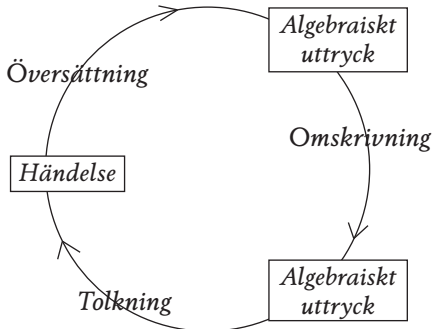 Algebraiskt
uttryck
Översättning
Omskrivning
Händelse
Algebraiskt
uttryck
Tolkning